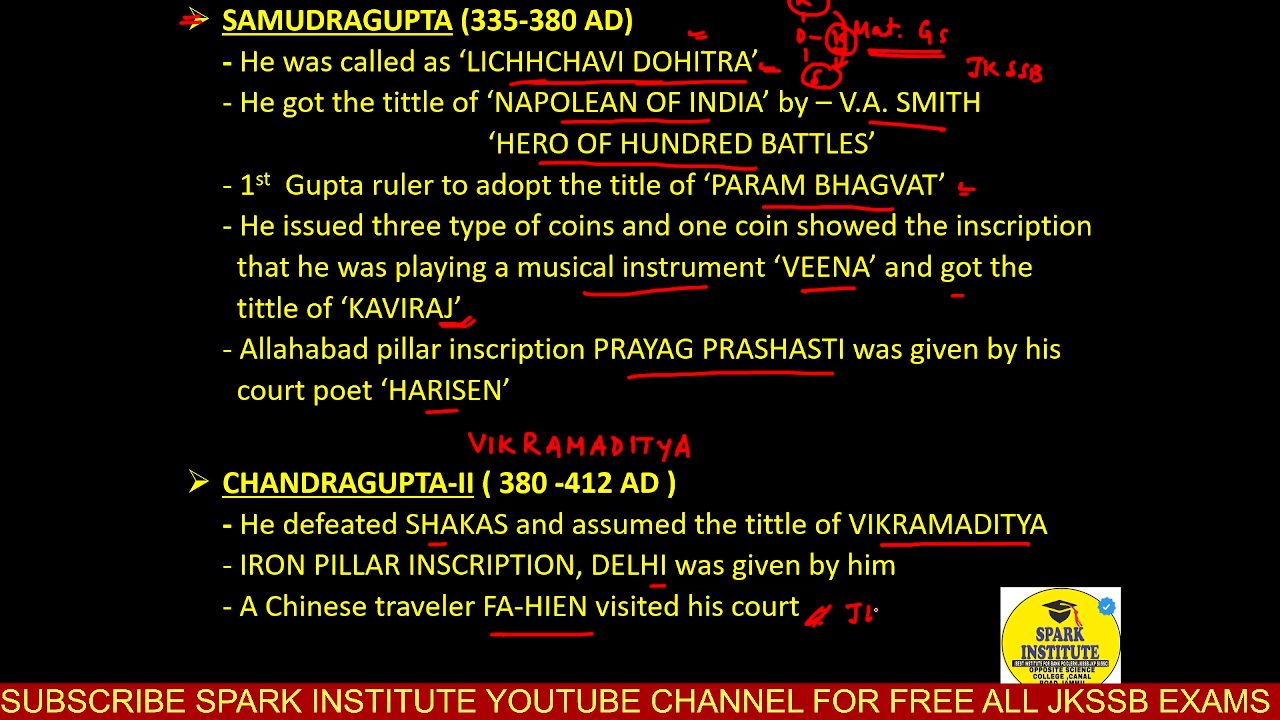 ➢ SAMUDRAGUPTA (335-380 AD)
Mat. Gs
JKSSB
- He was called as ‘LICHHCHAVI DOHITRA’
- He got the tittle of ‘NAPOLEAN OF INDIA’ by – V.A. SMITH
‘HERO OF HUNDRED BATTLES’
- 1st Gupta ruler to adopt the title of ‘PARAM BHAGVAT’
- He issued three type of coins and one coin showed the inscription
that he was playing a musical instrument ‘VEENA’ and got the
tittle of ‘KAVIRAJ’
- Allahabad pillar inscription PRAYAG PRASHASTI was given by his
court poet ‘HARISEN’
VIKRAMADITYA
➢ CHANDRAGUPTA-II ( 380 -412 AD )
- He defeated SHAKAS and assumed the tittle of VIKRAMADITYA
- IRON PILLAR INSCRIPTION, DELHI was given by him
- A Chinese traveler FA-HIEN visited his court
SPARK
INSTITUTE
OPPOSITE SCIENCE
COLLEGE ,CANAL
ROAD JAMMU
SUBSCRIBE SPARK INSTITUTE YOUTUBE CHANNEL FOR FREE ALL JKSSB EXAMS